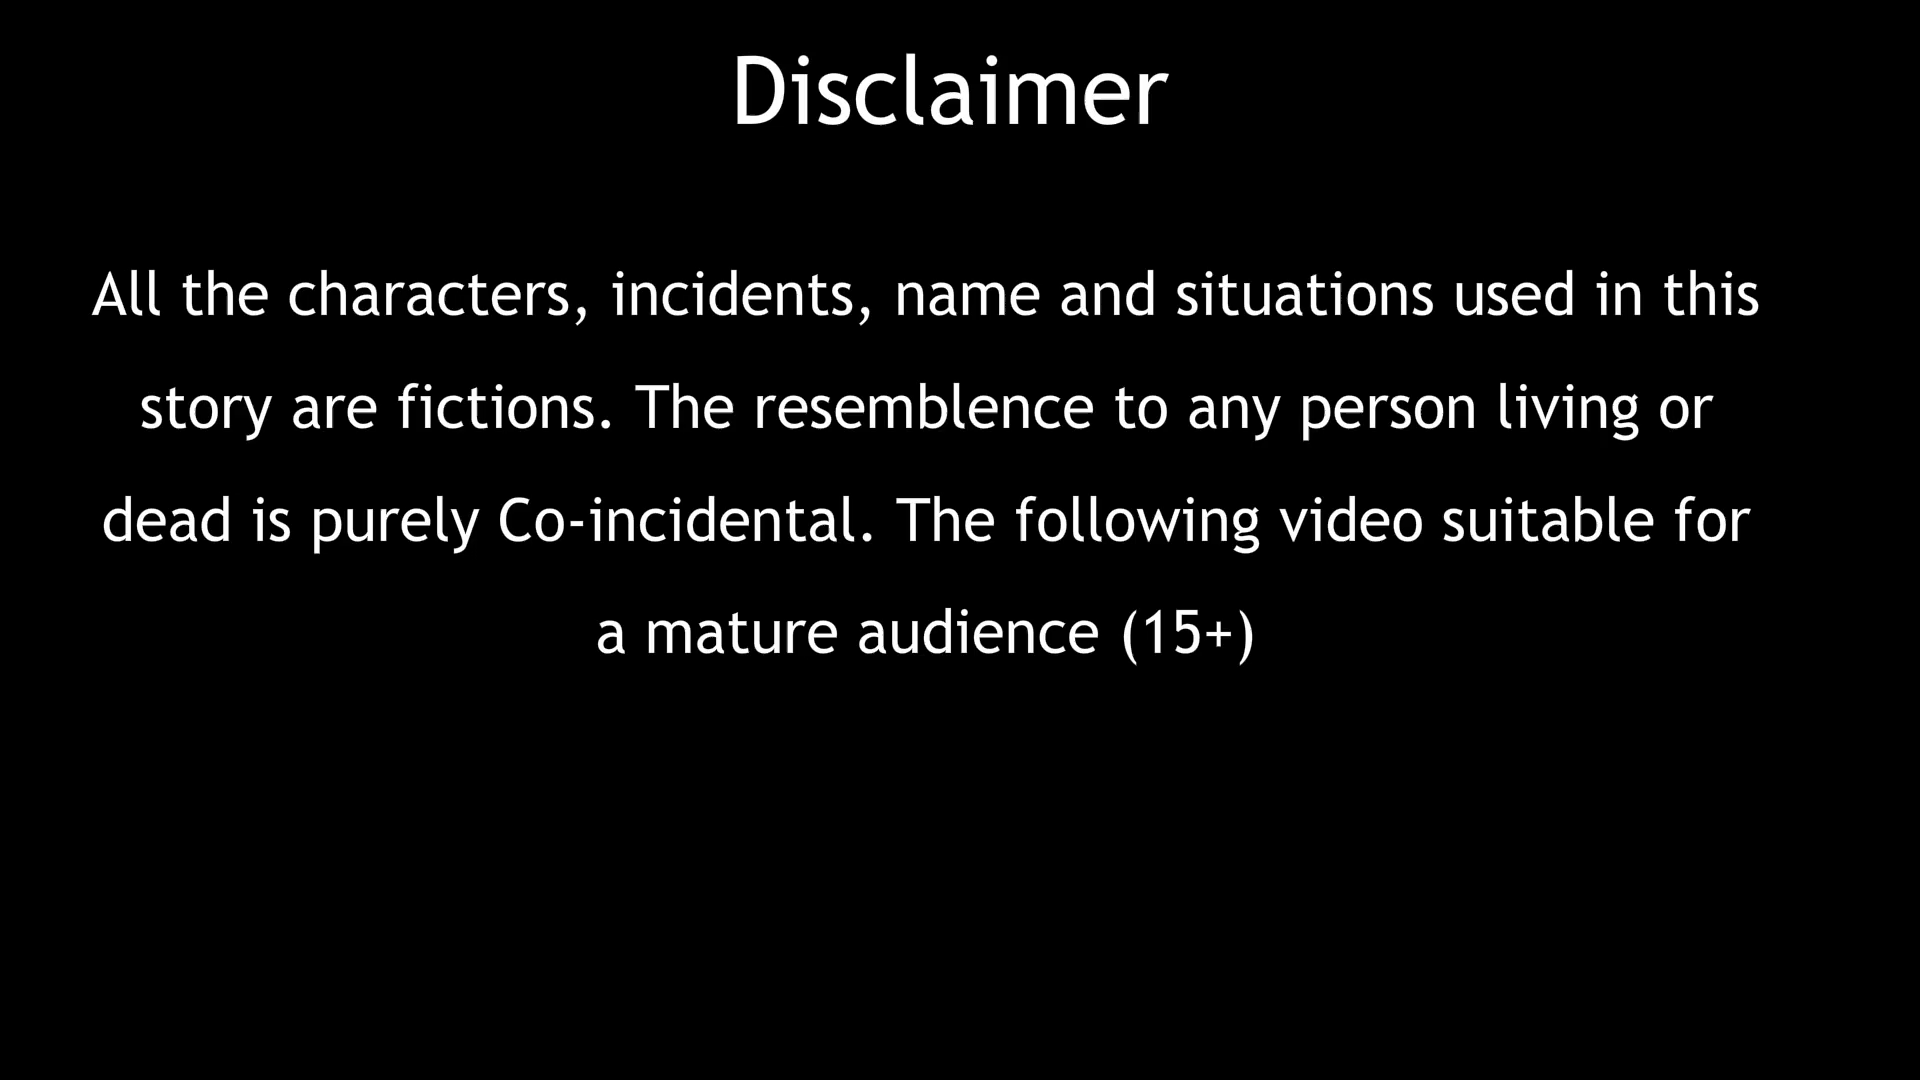 Disclaimer
All the characters, incidents, name and situations used in this
story are fictions. The resemblence to any person living or
dead is purely Co-incidental. The following video suitable for
a mature audience (15+)